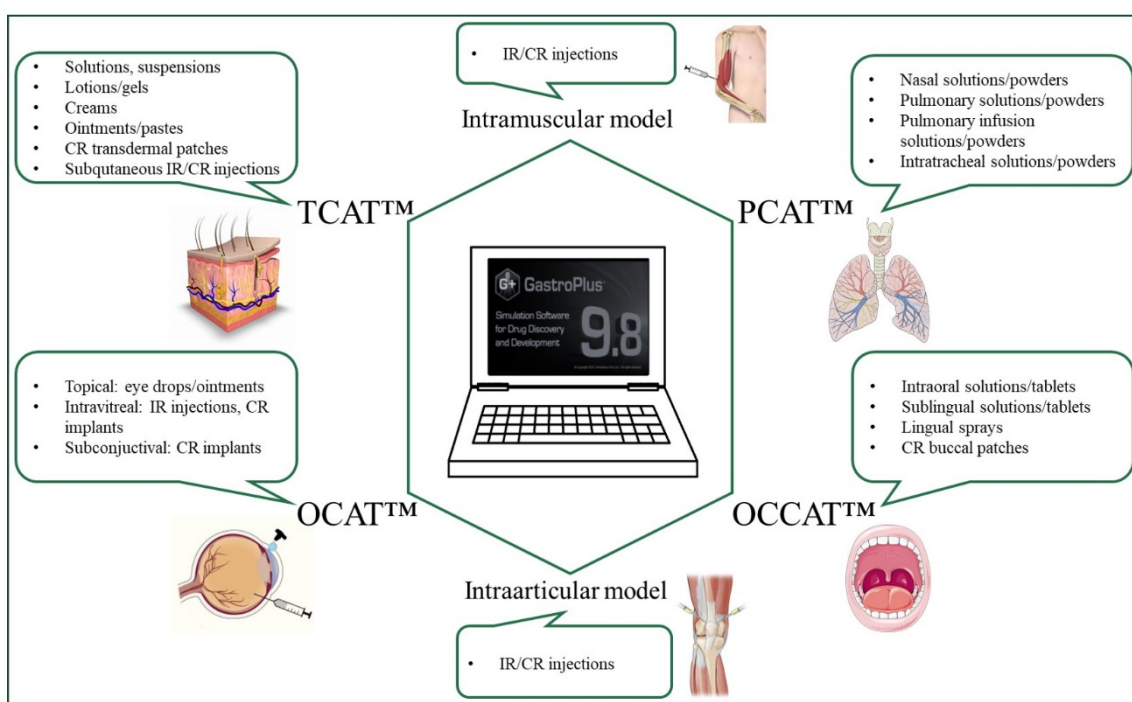 • IR/CR injections
Intramuscular model
• Solutions, suspensions
• Lotions/gels
• Creams
• Ointments/pastes
• CR transdermal patches
• Subqutaneous IR/CR injections
TCAT™
• Nasal solutions/powders
• Pulmonary solutions/powders
• Pulmonary infusion
solutions/powders
• Intratracheal solutions/powders
PCAT™
G+ GastroPlus®
Simulation Software
for Drug Discovery
and Development
9.8
• Topical: eye drops/ointments
• Intravitreal: IR injections, CR
implants
• Subconjuctival: CR implants
OCAT™
• Intraoral solutions/tablets
• Sublingual solutions/tablets
• Lingual sprays
• CR buccal patches
OCCAT™
Intraarticular model
• IR/CR injections